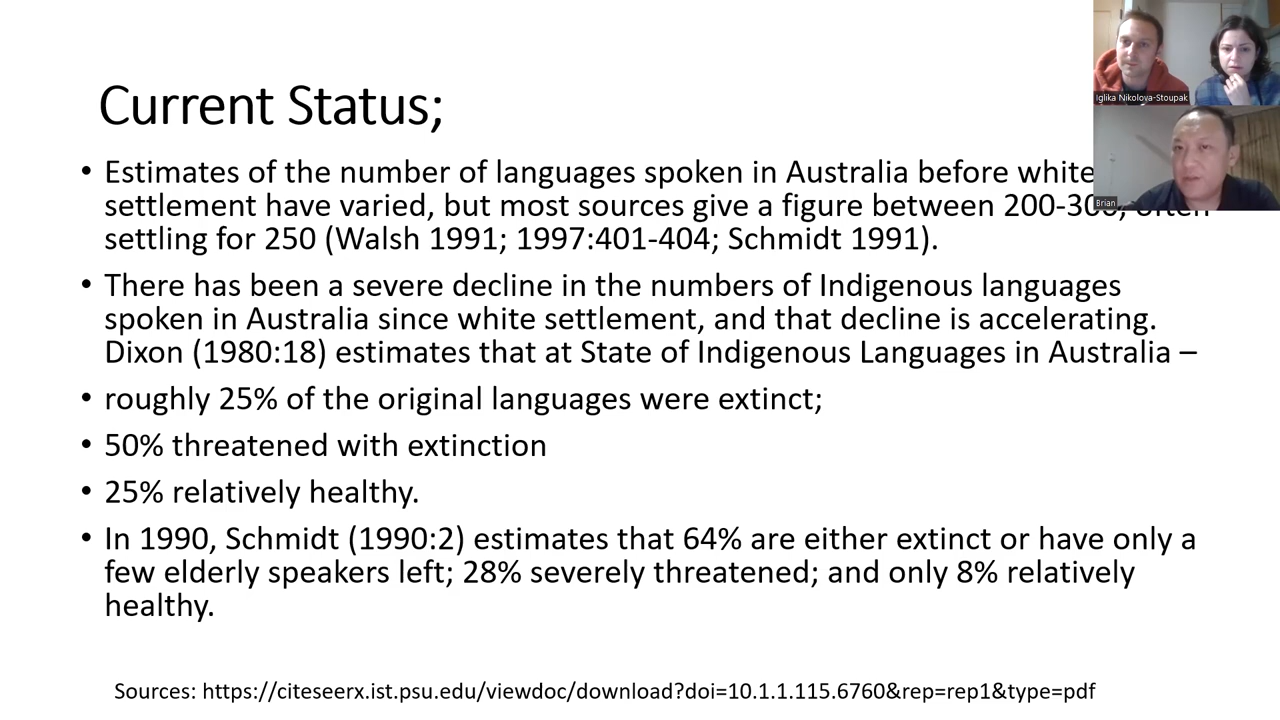 Current Status;
• Estimates of the number of languages spoken in Australia before white
settlement have varied, but most sources give a figure between 200-300, often
settling for 250 (Walsh 1991; 1997:401-404; Schmidt 1991).
• There has been a severe decline in the numbers of Indigenous languages
spoken in Australia since white settlement, and that decline is accelerating.
Dixon (1980:18) estimates that at State of Indigenous Languages in Australia –
• roughly 25% of the original languages were extinct;
• 50% threatened with extinction
• 25% relatively healthy.
• In 1990, Schmidt (1990:2) estimates that 64% are either extinct or have only a
few elderly speakers left; 28% severely threatened; and only 8% relatively
healthy.
Sources: https://citeseerx.ist.psu.edu/viewdoc/download?doi=10.1.1.115.6760&rep=rep1&type=pdf
Iglika Nikolova-Stoupak
Brian